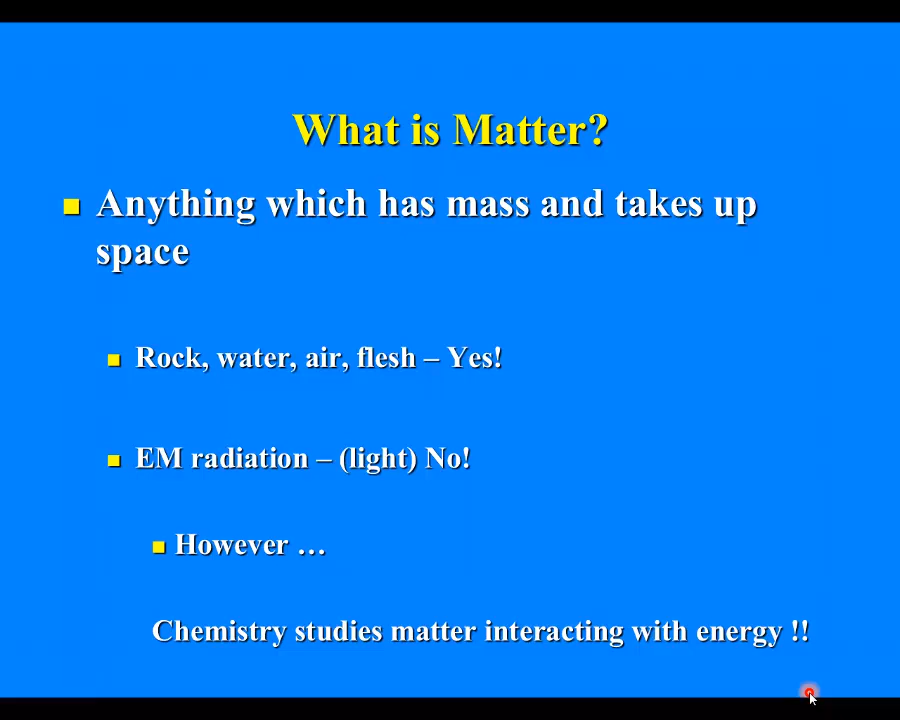 What is Matter?
Anything which has mass and takes up
space
Rock, water, air, flesh – Yes!
EM radiation – (light) No!
However …
Chemistry studies matter interacting with energy !!